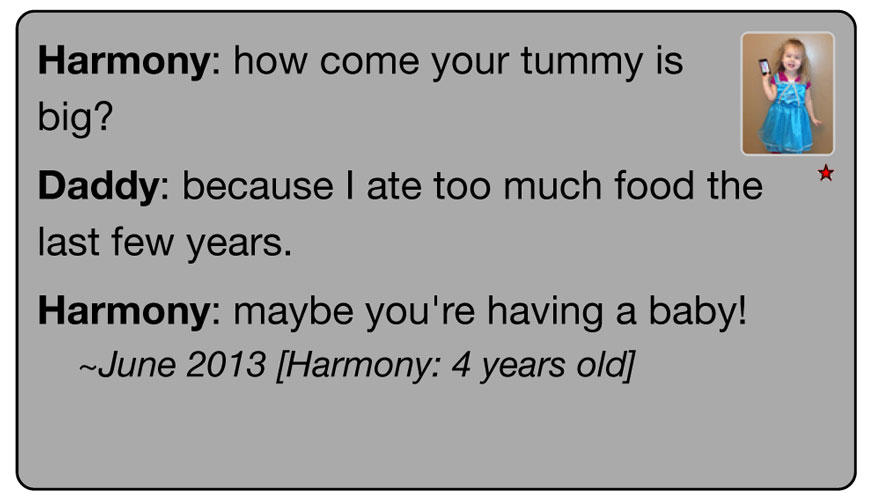 Harmony: how come your tummy is
big?
Daddy: because I ate too much food the
last few years.
Harmony: maybe you're having a baby!
~June 2013 [Harmony: 4 years old]